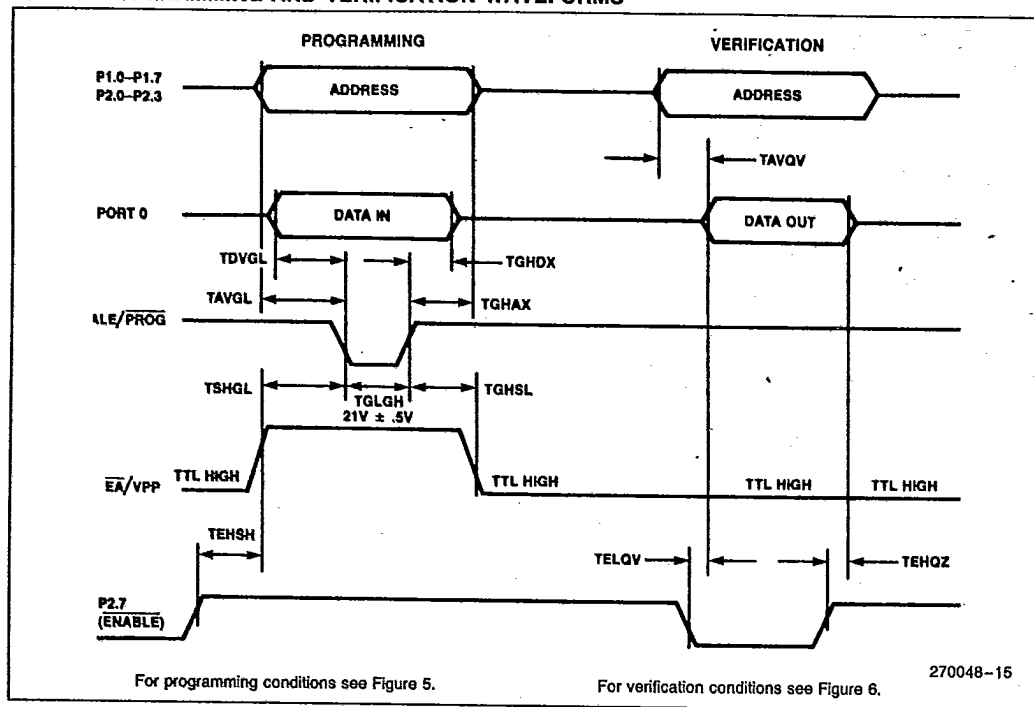 PROGRAMMING VERIFICATION
P1.0–P1.7
P2.0–P2.3
ADDRESS ADDRESS
TAVQV
PORT 0 DATA IN DATA OUT
TDVGL TGHDX
TAVGL TGHAX
ALE/PROG
TSHGL TGLGH TGHSL
21V ± .5V
EA/VPP TTL HIGH TTL HIGH TTL HIGH TTL HIGH
TEHSH TELQV TEHQZ
P2.7
(ENABLE)
270048–15
For programming conditions see Figure 5. For verification conditions see Figure 6.